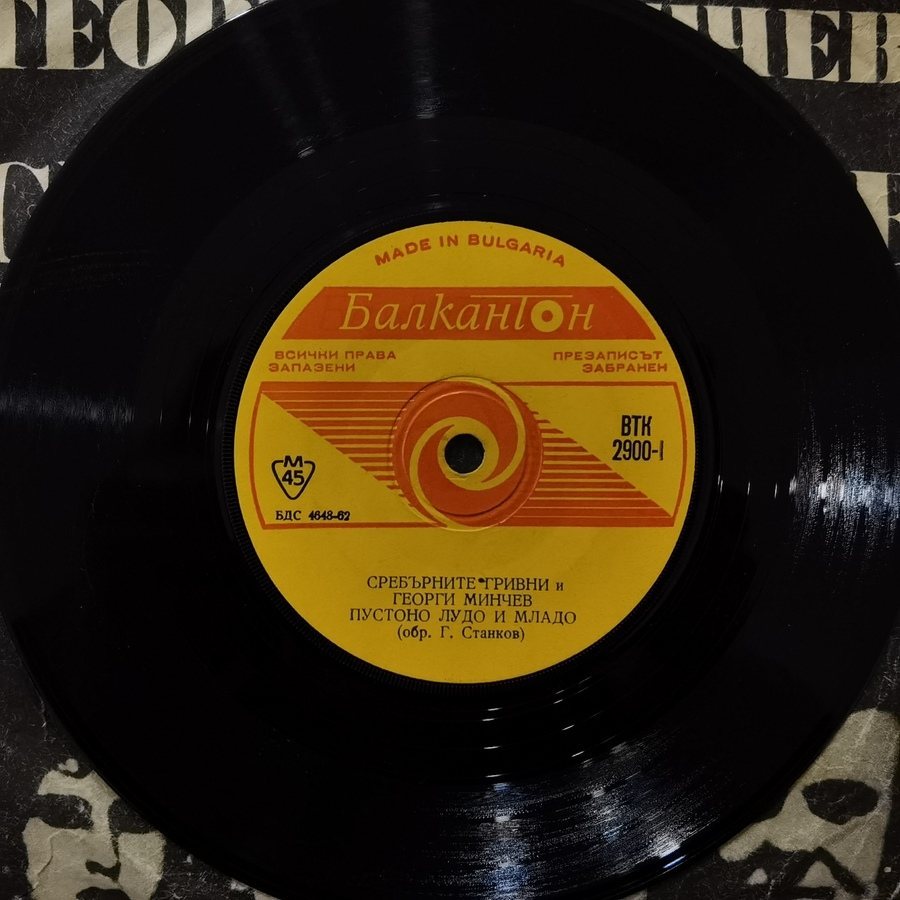 MADE IN BULGARIA
Балкантон
ВСИЧКИ ПРАВА
ЗАПАЗЕНИ
ПРЕЗАПИСЪТ
ЗАБРАНЕН
ВТК
2900-I
М
45
БДС 4648-62
СРЕБЪРНИТЕ ГРИВНИ и
ГЕОРГИ МИНЧЕВ
ПУСТОНО ЛУДО И МЛАДО
(обр. Г. Станков)